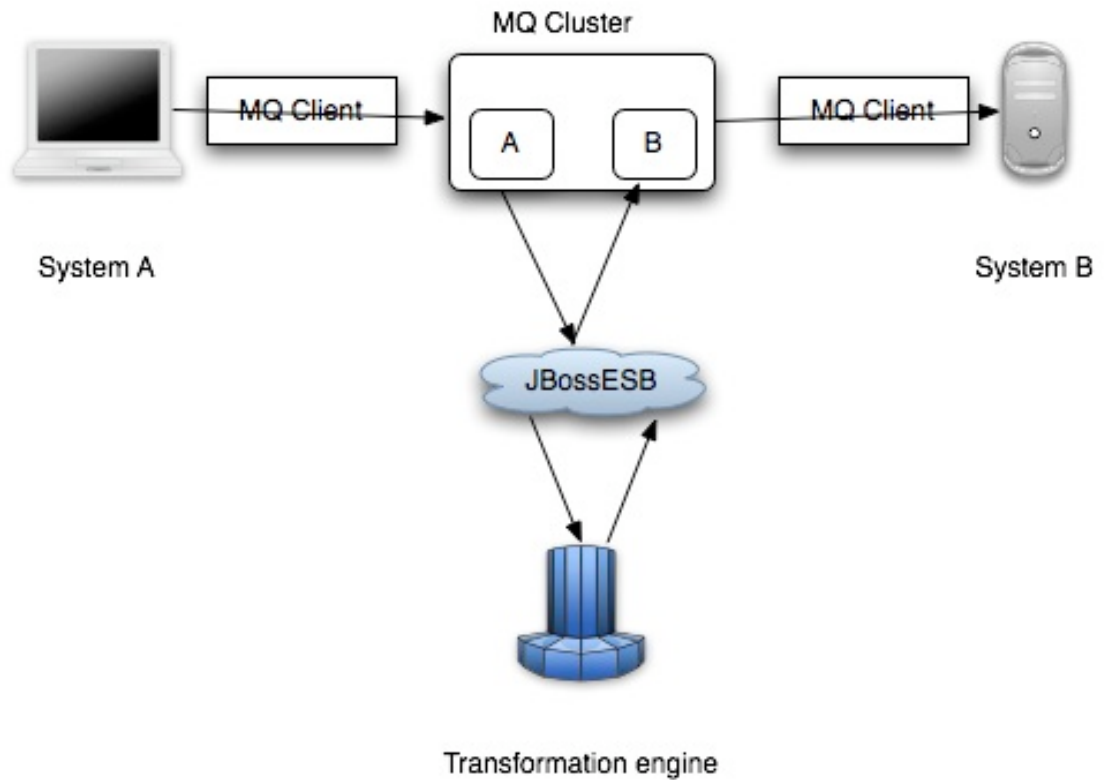 MQ Cluster
MQ Client
A
B
MQ Client
System A
System B
JBossESB
Transformation engine